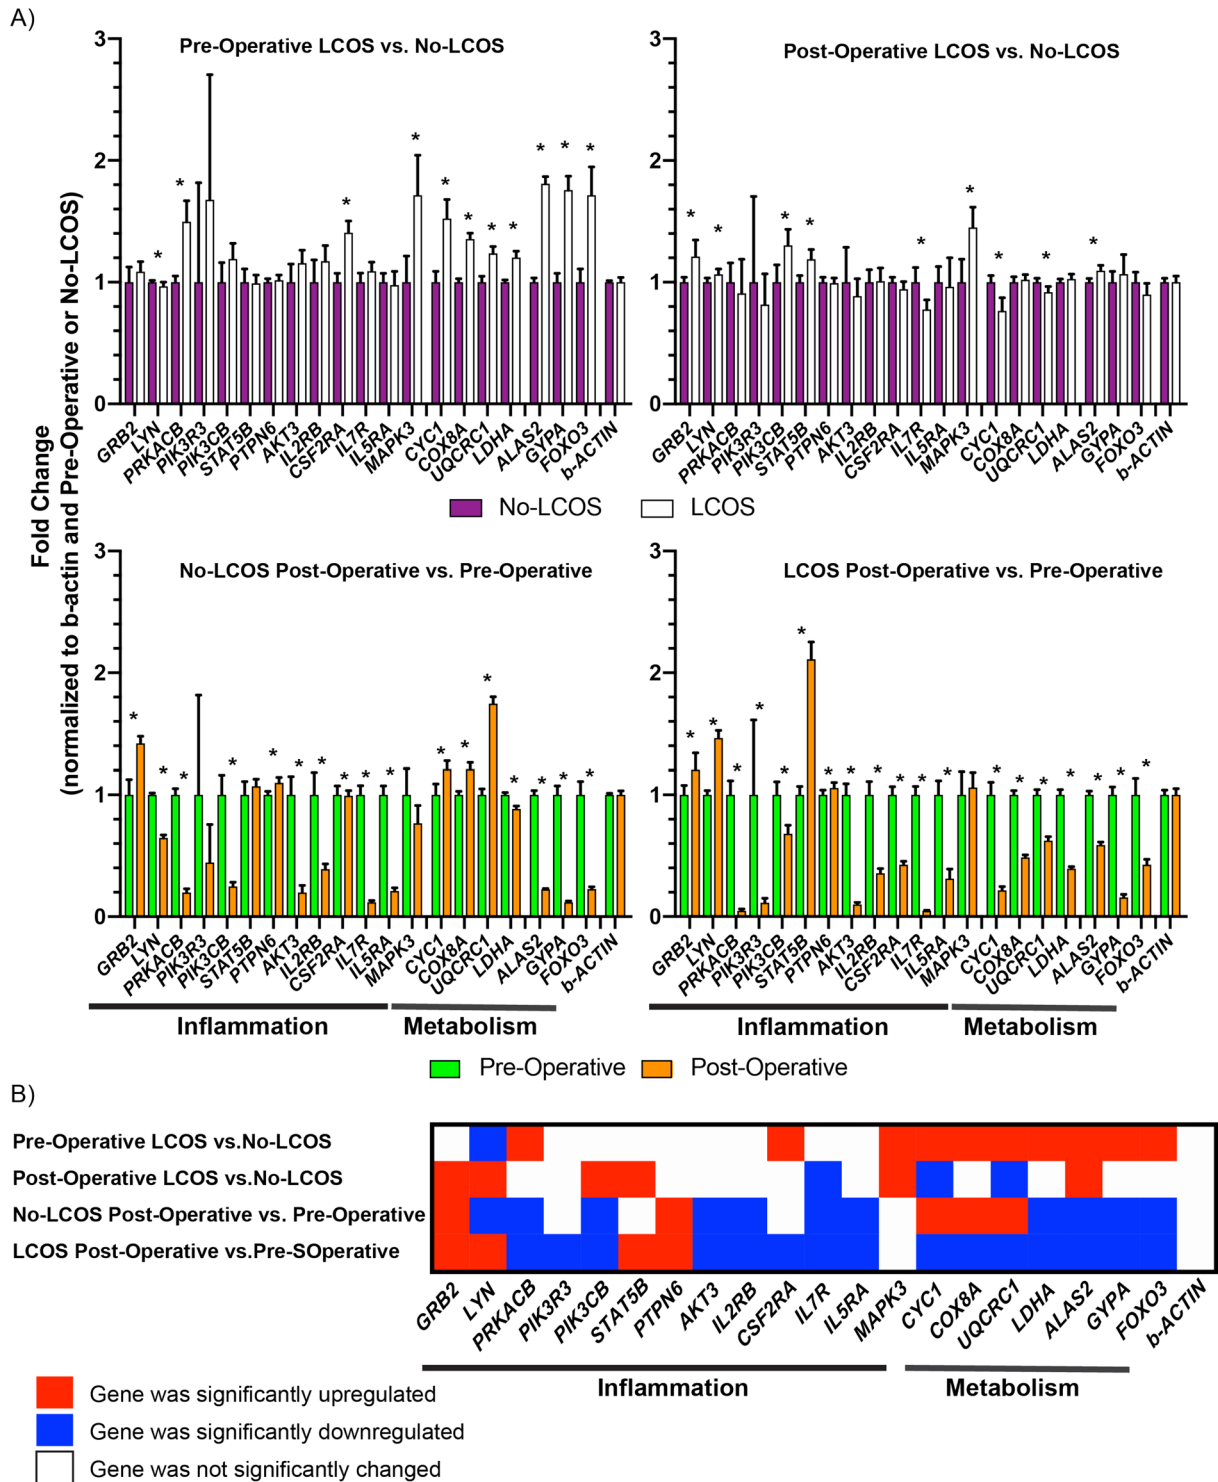 A)
Fold Change
(normalized to b-actin and Pre-Operative or No-LCOS)
Pre-Operative LCOS vs. No-LCOS
3
2
1
0
GRB2
LYN
PRKACB
PIK3R3
PIK3CB
STAT5B
PTPN6
AKT3
IL2RB
CSF2RA
IL7R
IL5RA
MAPK3
CYC1
COX8A
UQCRC1
LDHA
ALAS2
GYPA
FOXO3
b-ACTIN
* * * * * * * * * * *
Post-Operative LCOS vs. No-LCOS
3
2
1
0
GRB2
LYN
PRKACB
PIK3R3
PIK3CB
STAT5B
PTPN6
AKT3
IL2RB
CSF2RA
IL7R
IL5RA
MAPK3
CYC1
COX8A
UQCRC1
LDHA
ALAS2
GYPA
FOXO3
b-ACTIN
* * * * * * * * *
No-LCOS
LCOS
No-LCOS Post-Operative vs. Pre-Operative
3
2
1
0
GRB2
LYN
PRKACB
PIK3R3
PIK3CB
STAT5B
PTPN6
AKT3
IL2RB
CSF2RA
IL7R
IL5RA
MAPK3
CYC1
COX8A
UQCRC1
LDHA
ALAS2
GYPA
FOXO3
b-ACTIN
* * * * * * * * * * * * * * * * *
Inflammation
Metabolism
LCOS Post-Operative vs. Pre-Operative
3
2
1
0
GRB2
LYN
PRKACB
PIK3R3
PIK3CB
STAT5B
PTPN6
AKT3
IL2RB
CSF2RA
IL7R
IL5RA
MAPK3
CYC1
COX8A
UQCRC1
LDHA
ALAS2
GYPA
FOXO3
b-ACTIN
* * * * * * * * * * * * * * * * * * *
Inflammation
Metabolism
Pre-Operative
Post-Operative
B)
Pre-Operative LCOS vs.No-LCOS
Post-Operative LCOS vs.No-LCOS
No-LCOS Post-Operative vs. Pre-Operative
LCOS Post-Operative vs.Pre-SOperative
GRB2
LYN
PRKACB
PIK3R3
PIK3CB
STAT5B
PTPN6
AKT3
IL2RB
CSF2RA
IL7R
IL5RA
MAPK3
CYC1
COX8A
UQCRC1
LDHA
ALAS2
GYPA
FOXO3
b-ACTIN
Inflammation
Metabolism
Gene was significantly upregulated
Gene was significantly downregulated
Gene was not significantly changed